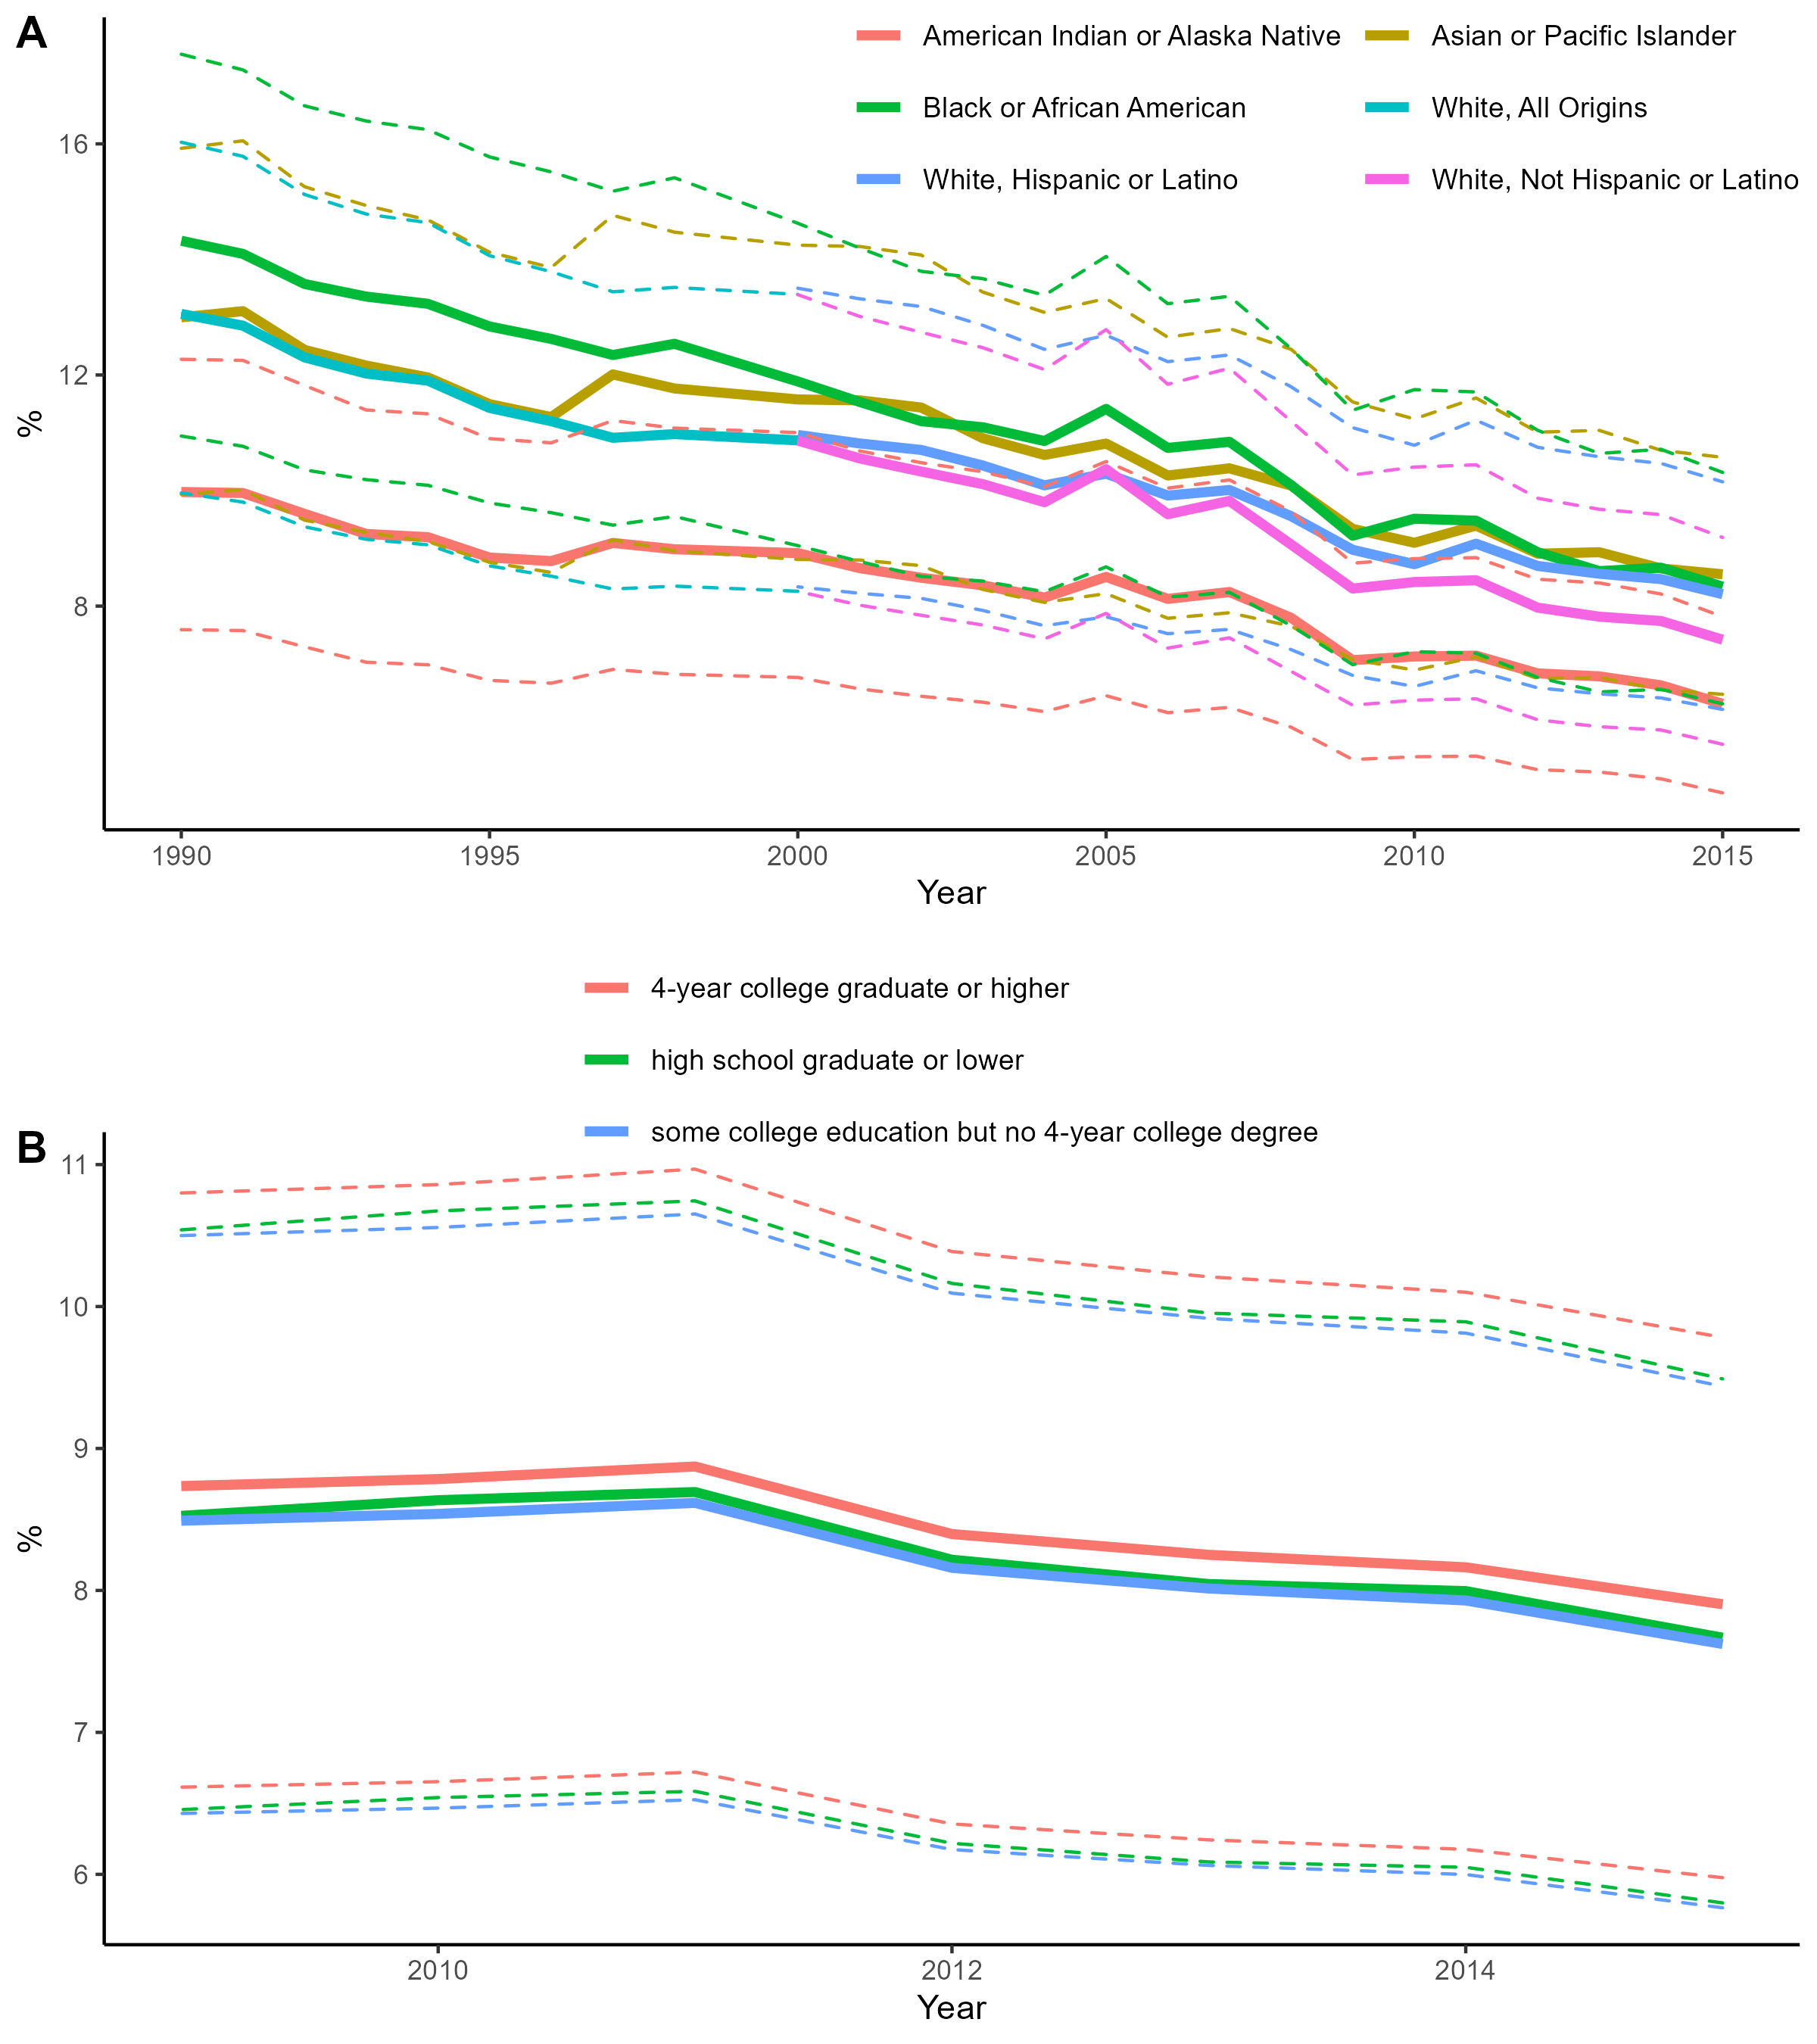 A
American Indian or Alaska Native
Asian or Pacific Islander
Black or African American
White, All Origins
White, Hispanic or Latino
White, Not Hispanic or Latino
16
12
8
%
1990 1995 2000 2005 2010 2015
Year
4-year college graduate or higher
high school graduate or lower
some college education but no 4-year college degree
B
11
10
9
8
7
6
%
2010 2012 2014
Year